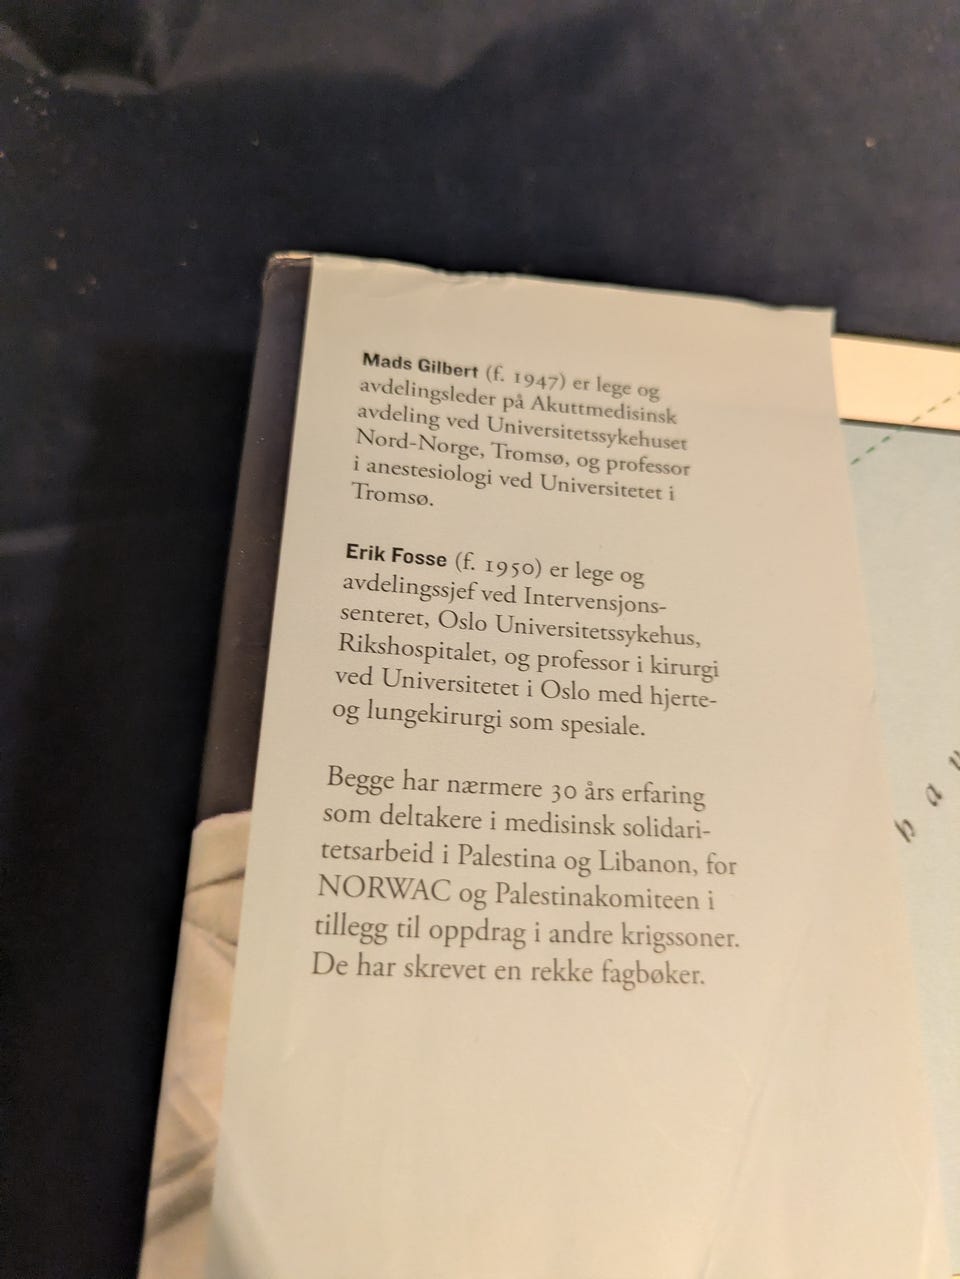 Mads Gilbert (f. 1947) er lege og
avdelingsleder på Akuttmedisinsk
avdeling ved Universitetssykehuset
Nord-Norge, Tromsø, og professor
i anestesiologi ved Universitetet i
Tromsø.
Erik Fosse (f. 1950) er lege og
avdelingssjef ved Intervensjons-
senteret, Oslo Universitetssykehus,
Rikshospitalet, og professor i kirurgi
ved Universitetet i Oslo med hjerte-
og lungekirurgi som spesiale.
Begge har nærmere 30 års erfaring
som deltakere i medisinsk solidari-
tetsarbeid i Palestina og Libanon, for
NORWAC og Palestinakomiteen i
tillegg til oppdrag i andre krigssoner.
De har skrevet en rekke fagbøker.